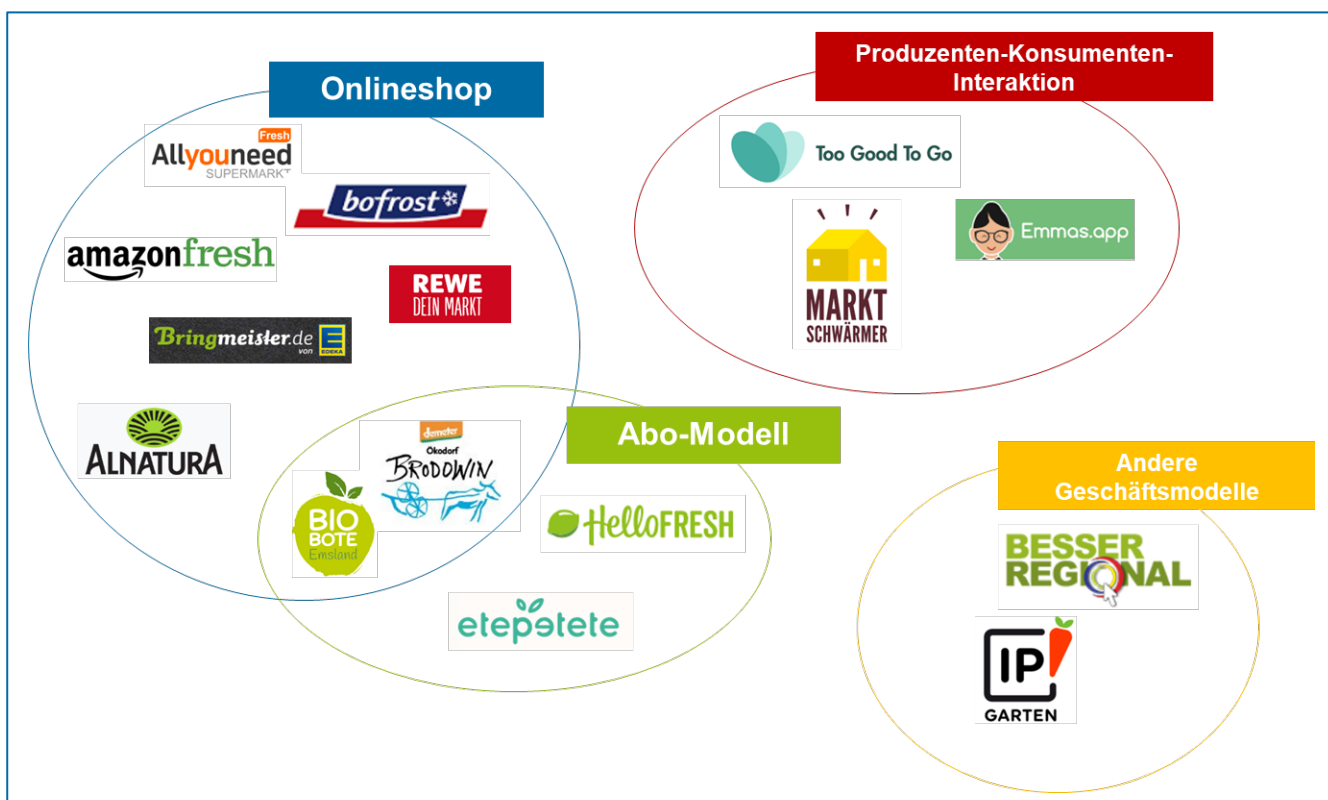 Onlineshop
Fresh
Allyouneed
SUPERMARKT
bofrost*
amazonfresh
REWE
DEIN MARKT
Bringmeister.de
von
E
EDEKA
ALNATURA
Produzenten-Konsumenten-
Interaktion
Too Good To Go
Emmas.app
MARKT
SCHWÄRMER
Abo-Modell
demeter
Ökodorf
BRODOWIN
BIO
BOTE
Emsland
HelloFRESH
etepetete
Andere
Geschäftsmodelle
BESSER
REGIONAL
IP
GARTEN